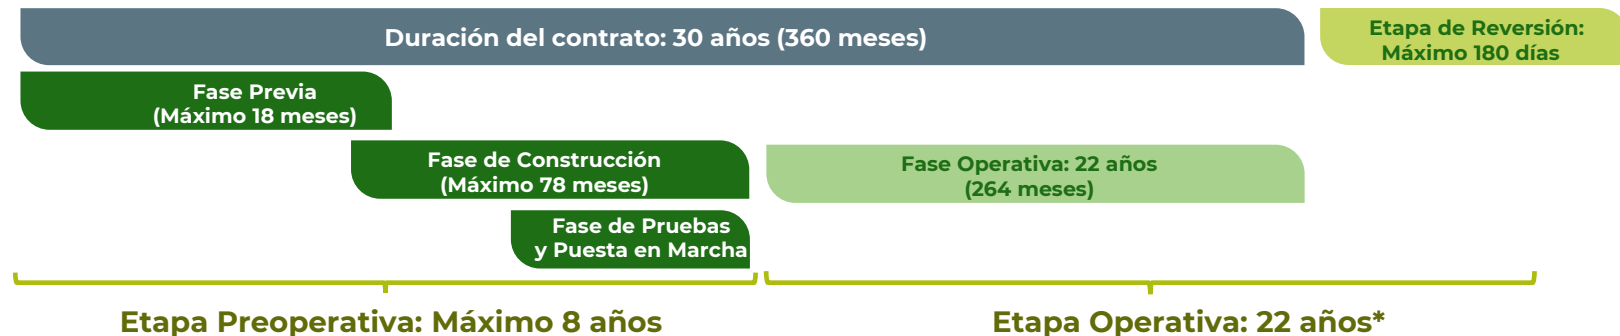 Duración del contrato: 30 años (360 meses)
Etapa de Reversión:
Máximo 180 días
Fase Previa
(Máximo 18 meses)
Fase de Construcción
(Máximo 78 meses)
Fase Operativa: 22 años
(264 meses)
Fase de Pruebas
y Puesta en Marcha
Etapa Preoperativa: Máximo 8 años
Etapa Operativa: 22 años*